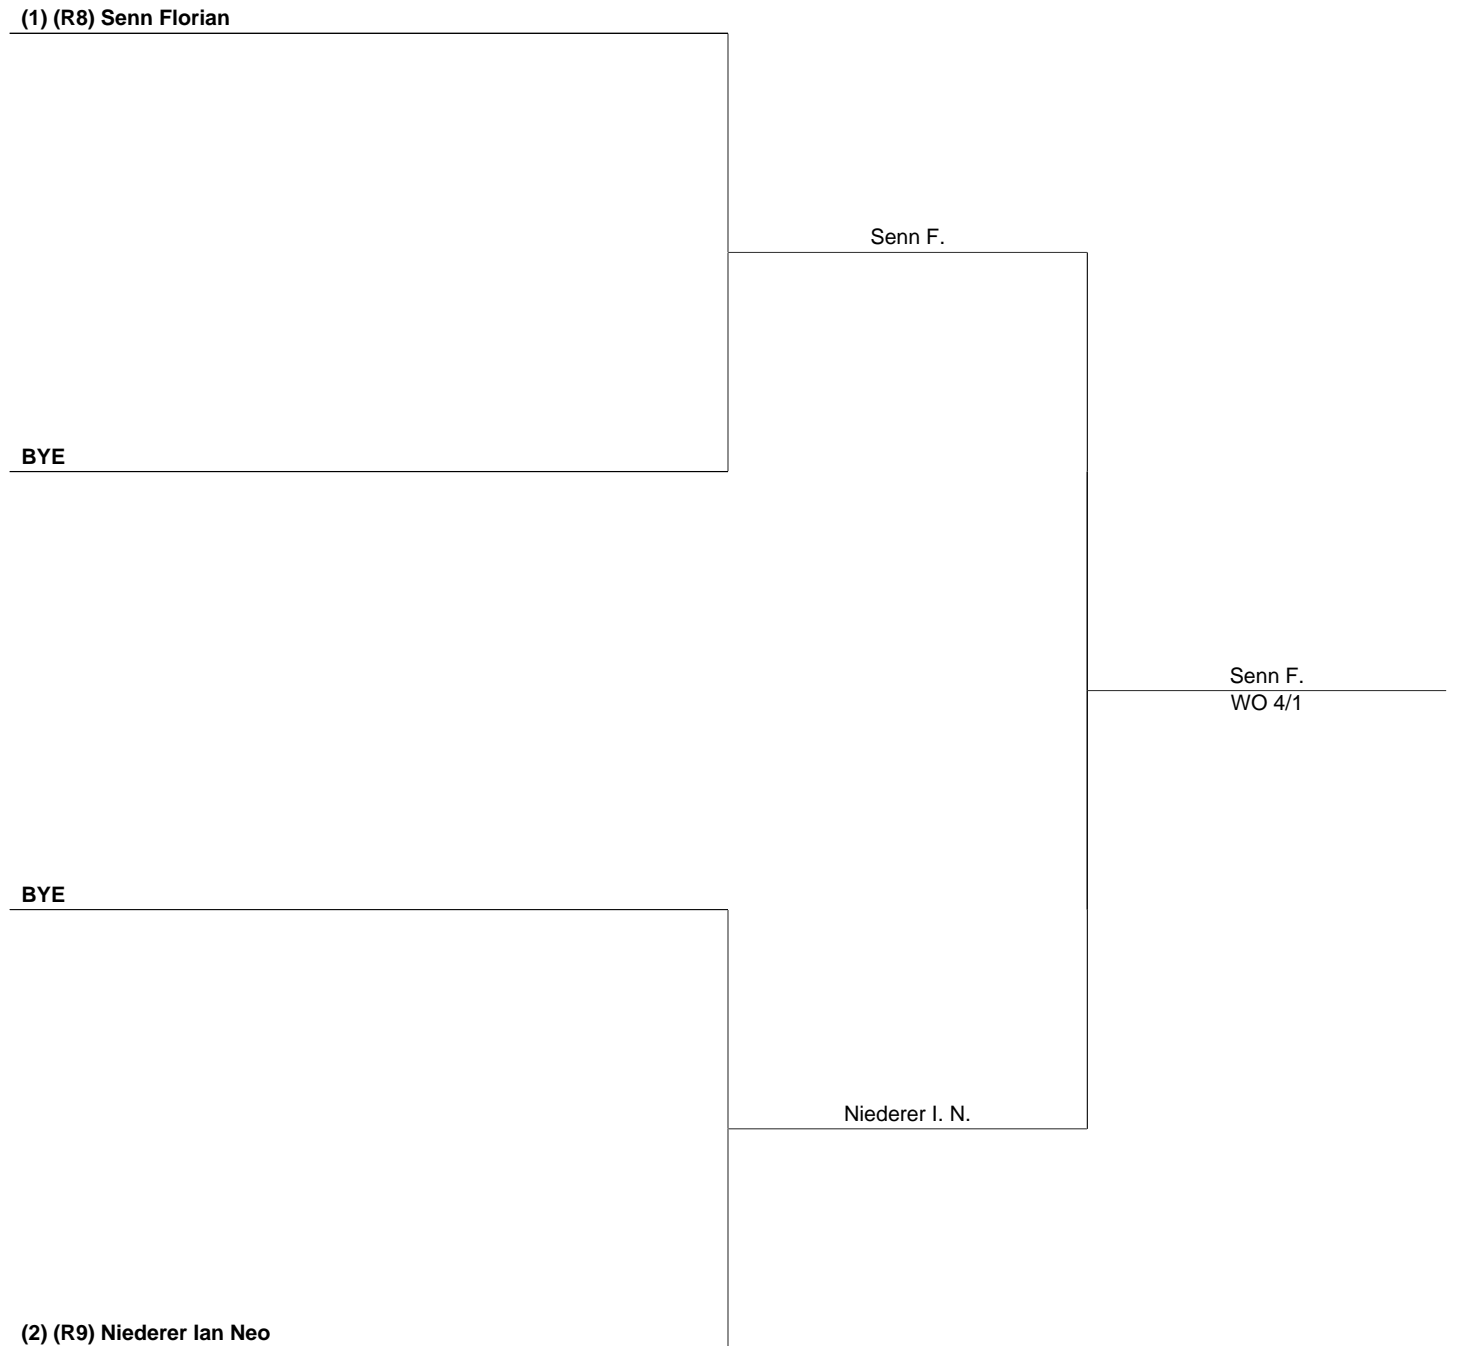 (1) (R8) Senn Florian
Senn F.
BYE
Senn F.
WO 4/1
BYE
Niederer I. N.
(2) (R9) Niederer Ian Neo